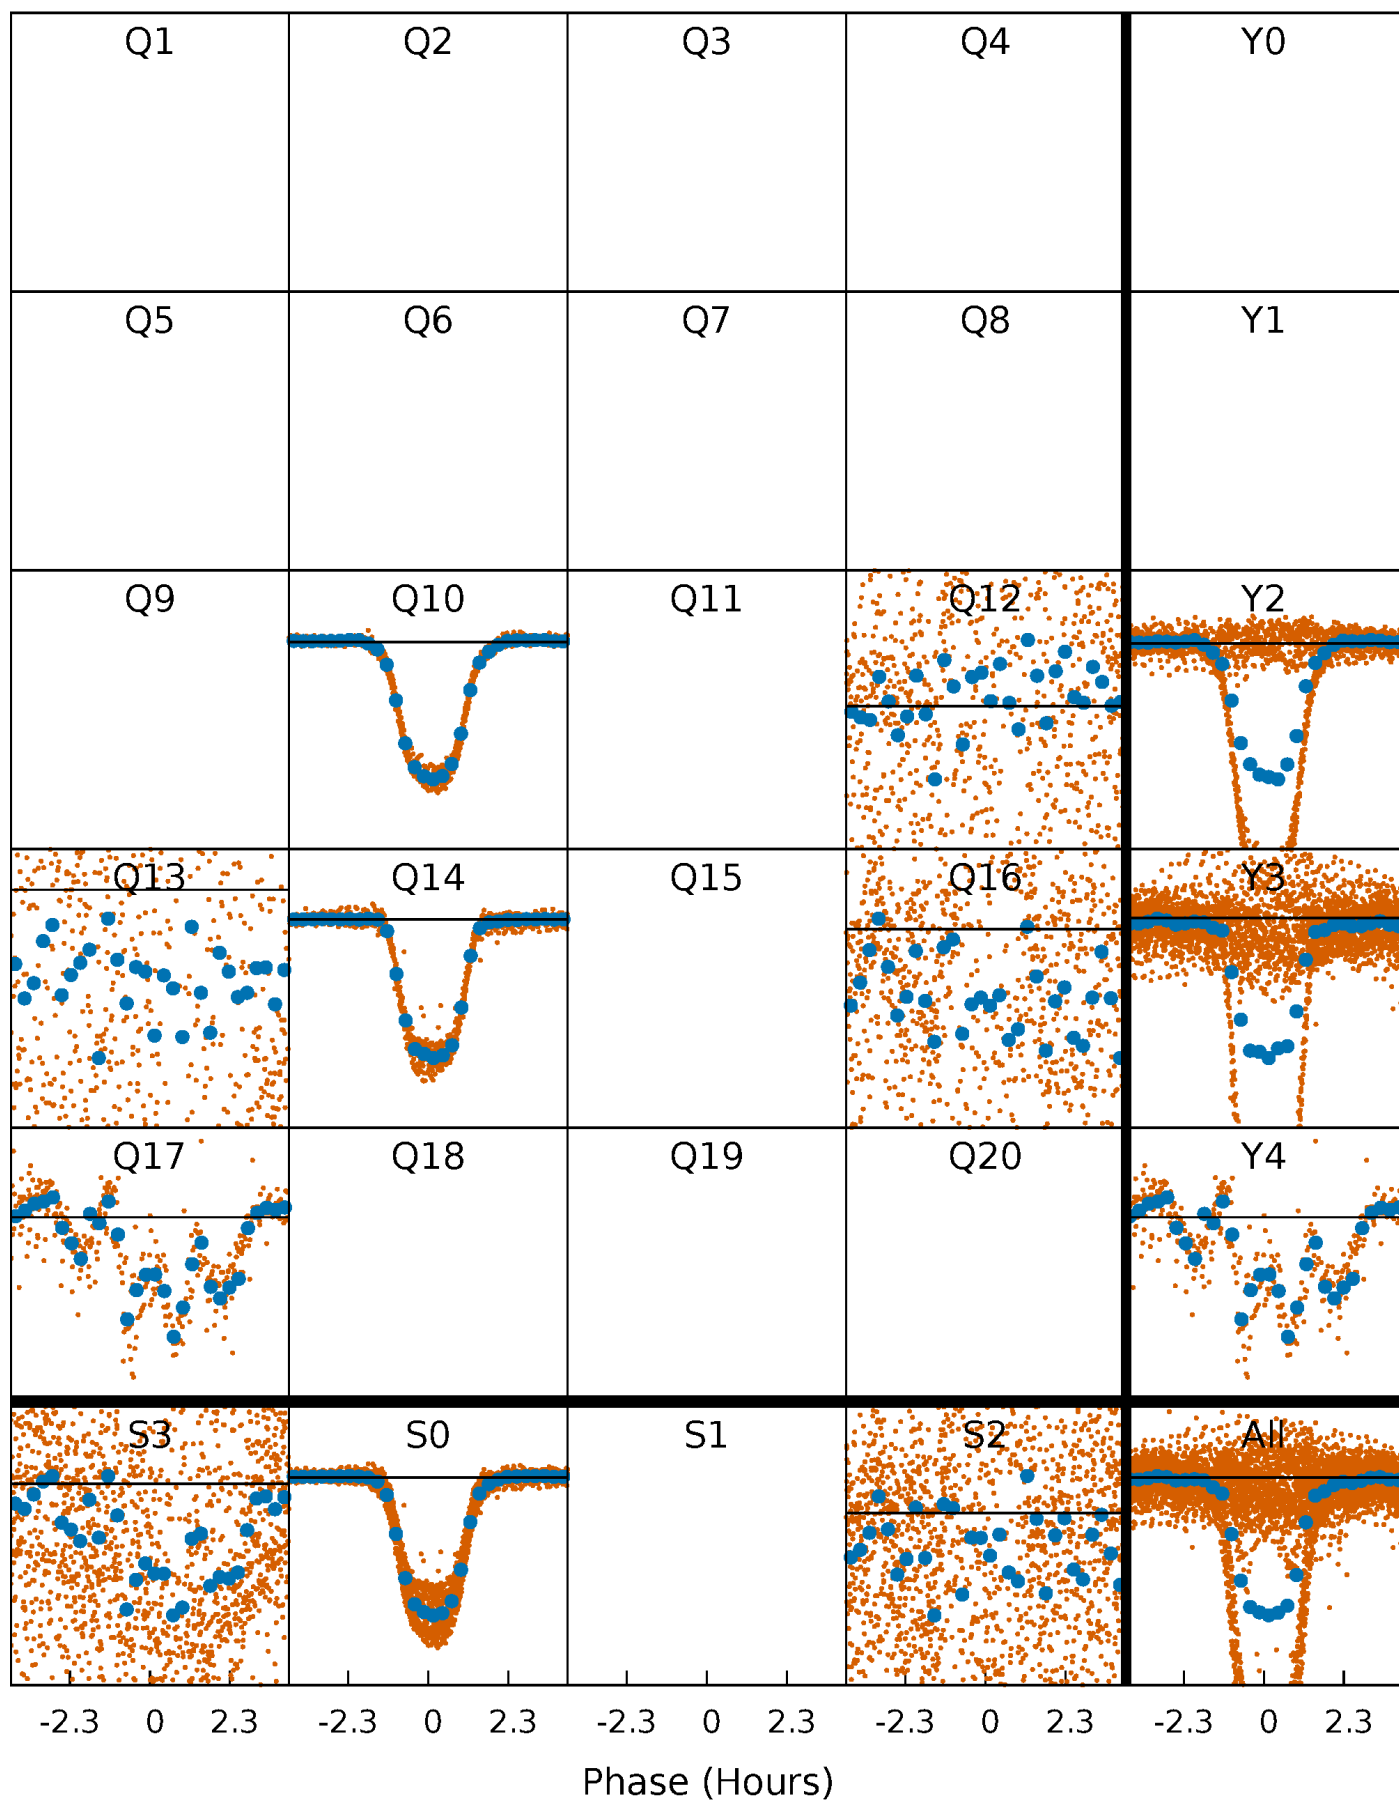 Q1 Q2 Q3 Q4 Y0
Q5 Q6 Q7 Q8 Y1
Q9 Q10 Q11 Q12 Y2
Q13 Q14 Q15 Q16 Y3
Q17 Q18 Q19 Q20 Y4
S3 S0 S1 S2 All
-2.3 0 2.3 -2.3 0 2.3 -2.3 0 2.3 -2.3 0 2.3 -2.3 0 2.3
Phase (Hours)